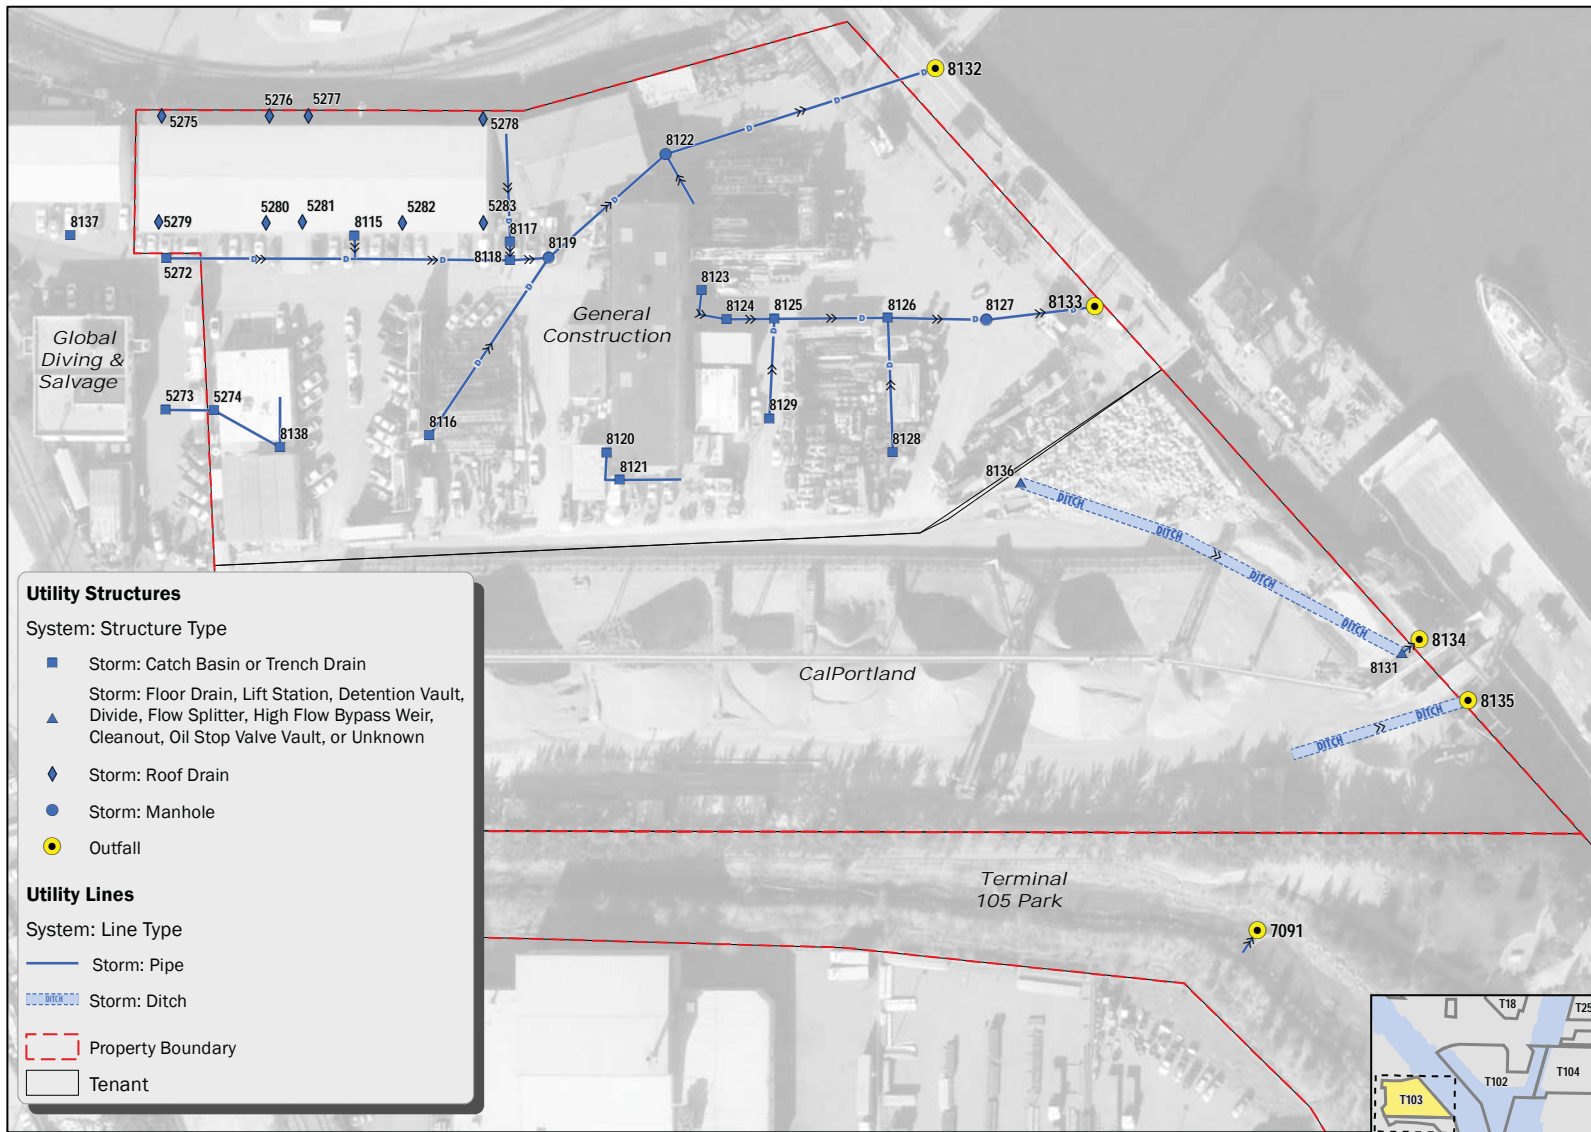 8132
5276
5277
5275
5278
8122
5279
5280
5281
8115
5282
5283
8137
8117
8119
8118
5272
D
D
D
D
D
D
D
D
D
D
8123
8124
8125
8126
8127
8133
D
D
D
D
D
General
Construction
Global
Diving &
Salvage
5273
5274
8138
8116
8129
8128
8120
8121
8136
DITCH
DITCH
DITCH
DITCH
8131
8134
8135
DITCH
DITCH
CalPortland
Terminal
105 Park
7091
Utility Structures
System: Structure Type
Storm: Catch Basin or Trench Drain
Storm: Floor Drain, Lift Station, Detention Vault,
Divide, Flow Splitter, High Flow Bypass Weir,
Cleanout, Oil Stop Valve Vault, or Unknown
Storm: Roof Drain
Storm: Manhole
Outfall
Utility Lines
System: Line Type
Storm: Pipe
DITCH Storm: Ditch
Property Boundary
Tenant
T18
T25
T104
T102
T103